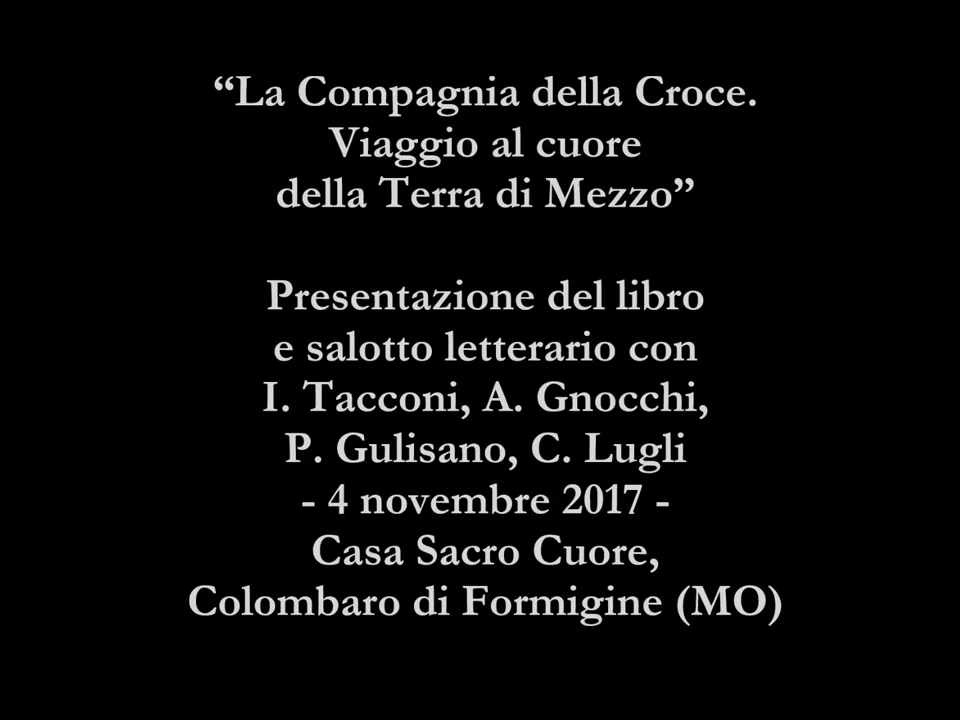 “La Compagnia della Croce.
Viaggio al cuore
della Terra di Mezzo”
Presentazione del libro
e salotto letterario con
I. Tacconi, A. Gnocchi,
P. Gulisano, C. Lugli
- 4 novembre 2017 -
Casa Sacro Cuore,
Colombaro di Formigine (MO)